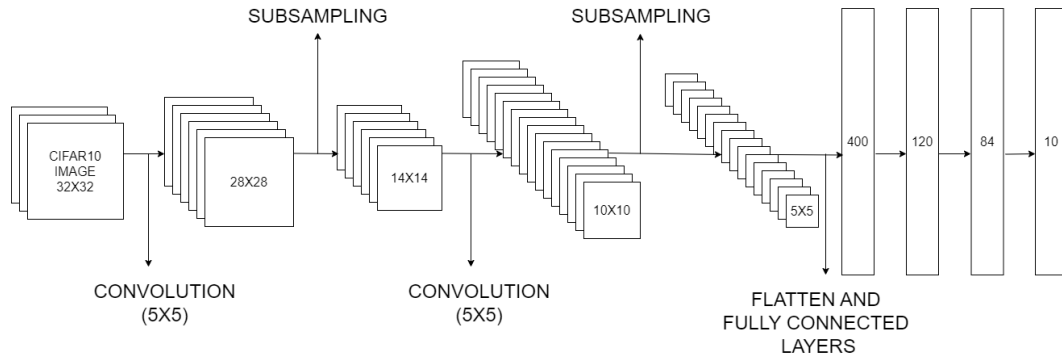 SUBSAMPLING
SUBSAMPLING
CIFAR10
IMAGE
32X32
28X28
14X14
10X10
5X5
400
120
84
10
CONVOLUTION
(5X5)
CONVOLUTION
(5X5)
FLATTEN AND
FULLY CONNECTED
LAYERS